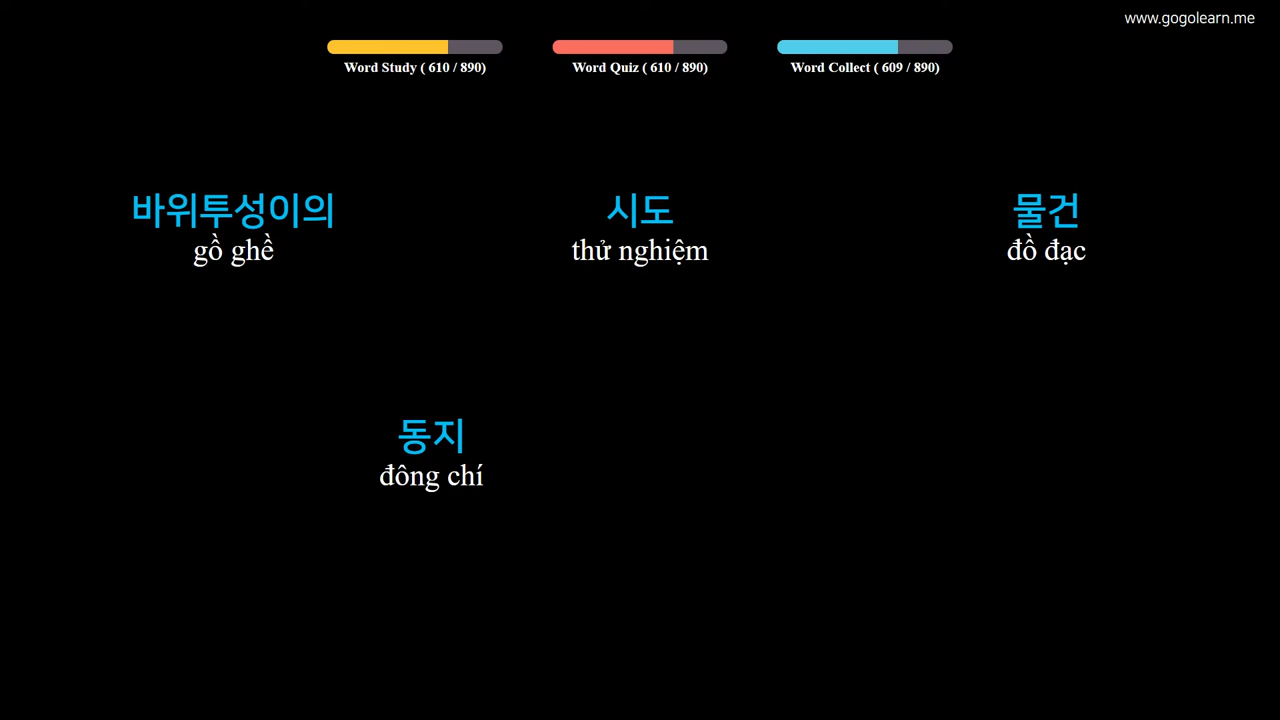 www.gogolearn.me
Word Study ( 610 / 890)
Word Quiz ( 610 / 890)
Word Collect ( 609 / 890)
바위투성이의
gồ ghề
시도
thử nghiệm
물건
đồ đạc
동지
đông chí